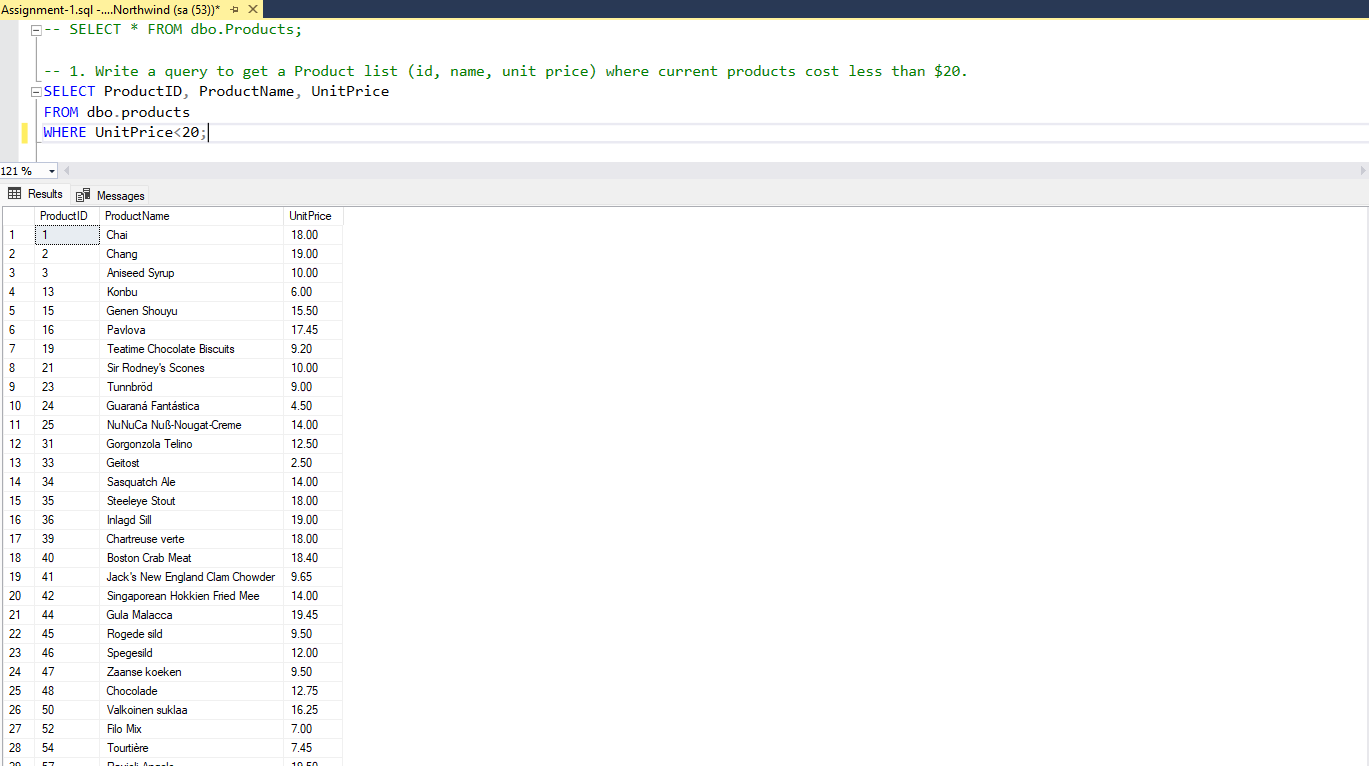 Assignment-1.sql -....Northwind (sa (53))*
-- SELECT * FROM dbo.Products;
-- 1. Write a query to get a Product list (id, name, unit price) where current products cost less than $20.
SELECT ProductID, ProductName, UnitPrice
FROM dbo.products
WHERE UnitPrice<20;
121 %
Results Messages
ProductID ProductName UnitPrice
1 1 Chai 18.00
2 2 Chang 19.00
3 3 Aniseed Syrup 10.00
4 13 Konbu 6.00
5 15 Genen Shouyu 15.50
6 16 Pavlova 17.45
7 19 Teatime Chocolate Biscuits 9.20
8 21 Sir Rodney's Scones 10.00
9 23 Tunnbröd 9.00
10 24 Guaraná Fantástica 4.50
11 25 NuNuCa Nuß-Nougat-Creme 14.00
12 31 Gorgonzola Telino 12.50
13 33 Geitost 2.50
14 34 Sasquatch Ale 14.00
15 35 Steeleye Stout 18.00
16 36 Inlagd Sill 19.00
17 39 Chartreuse verte 18.00
18 40 Boston Crab Meat 18.40
19 41 Jack's New England Clam Chowder 9.65
20 42 Singaporean Hokkien Fried Mee 14.00
21 44 Gula Malacca 19.45
22 45 Rogede sild 9.50
23 46 Spegesild 12.00
24 47 Zaanse koeken 9.50
25 48 Chocolade 12.75
26 50 Valkoinen suklaa 16.25
27 52 Filo Mix 7.00
28 54 Tourtière 7.45